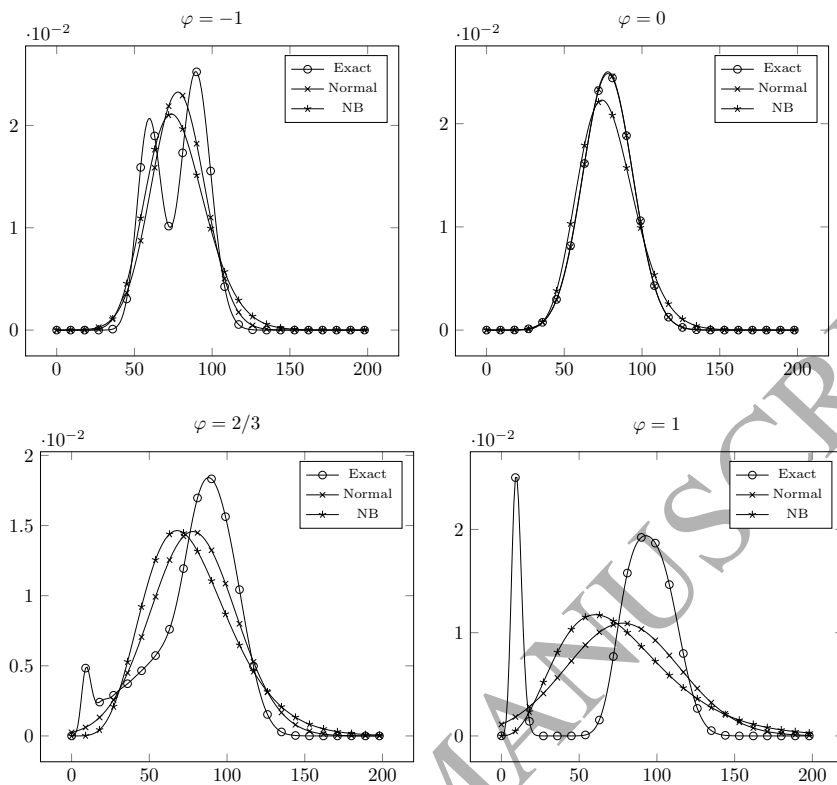 φ = −1
·10−2
Exact
Normal
NB
2
1
0
0
50
100
150
200
φ = 0
·10−2
Exact
Normal
NB
2
1
0
0
50
100
150
200
φ = 2/3
·10−2
Exact
Normal
NB
2
1.5
1
0.5
0
0
50
100
150
200
φ = 1
·10−2
Exact
Normal
NB
2
1
0
0
50
100
150
200
MANUSCR